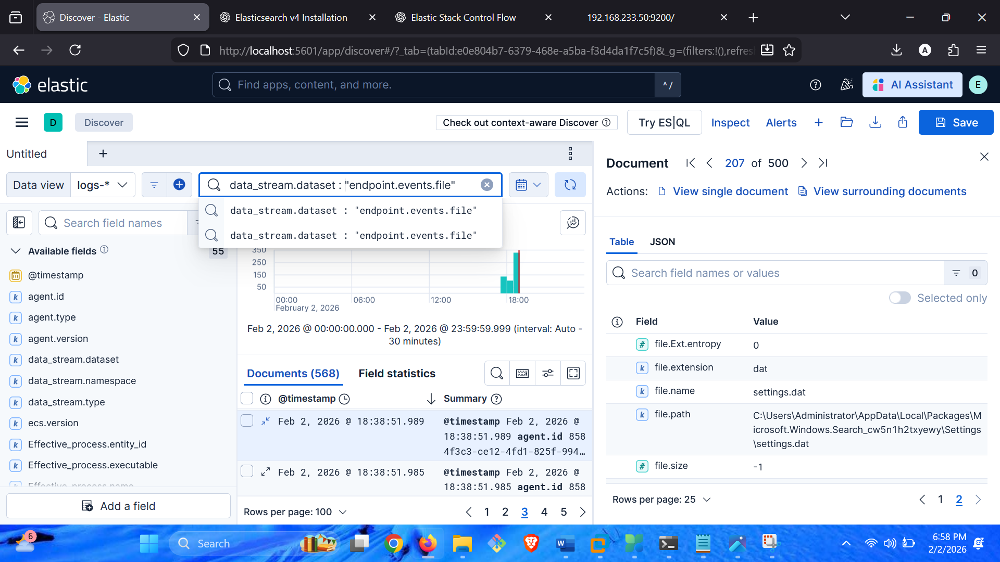 Discover - Elastic
Elasticsearch v4 Installation
Elastic Stack Control Flow
192.168.233.50:9200/
http://localhost:5601/app/discover#/?_tab=(tabId:e0e804b7-6379-468e-a5ba-f3d4da1f7c5f)&_g=(filters:!(),refres
A
elastic
Find apps, content, and more.
^ /
AI Assistant
E
D
Discover
Check out context-aware Discover
Try ES|QL
Inspect
Alerts
Save
Untitled
Data view
logs-*
data_stream.dataset : "endpoint.events.file"
data_stream.dataset : "endpoint.events.file"
data_stream.dataset : "endpoint.events.file"
Search field names
Available fields
55
@timestamp
k agent.id
k agent.type
k agent.version
k data_stream.dataset
k data_stream.namespace
k data_stream.type
k ecs.version
k Effective_process.entity_id
k Effective_process.executable
k Effective_process.name
Add a field
350
250
150
50
00:00
February 2, 2026
06:00
12:00
18:00
Feb 2, 2026 @ 00:00:00.000 - Feb 2, 2026 @ 23:59:59.999 (interval: Auto -
30 minutes)
Documents (568)
Field statistics
@timestamp
Summary
Feb 2, 2026 @ 18:38:51.989
@timestamp Feb 2, 2026 @
18:38:51.989 agent.id 858
4f3c3-ce12-4fd1-825f-994…
Feb 2, 2026 @ 18:38:51.985
@timestamp Feb 2, 2026 @
18:38:51.985 agent.id 858
Rows per page: 100
1 2 3 4 5
Document
207 of 500
Actions:
View single document
View surrounding documents
Table
JSON
Search field names or values
0
Selected only
Field
Value
# file.Ext.entropy
0
k file.extension
dat
k file.name
settings.dat
k file.path
C:\Users\Administrator\AppData\Local\Packages\M
icrosoft.Windows.Search_cw5n1h2txyewy\Settings
\settings.dat
# file.size
-1
Rows per page: 25
1 2
6
Search
W
6:58 PM
2/2/2026